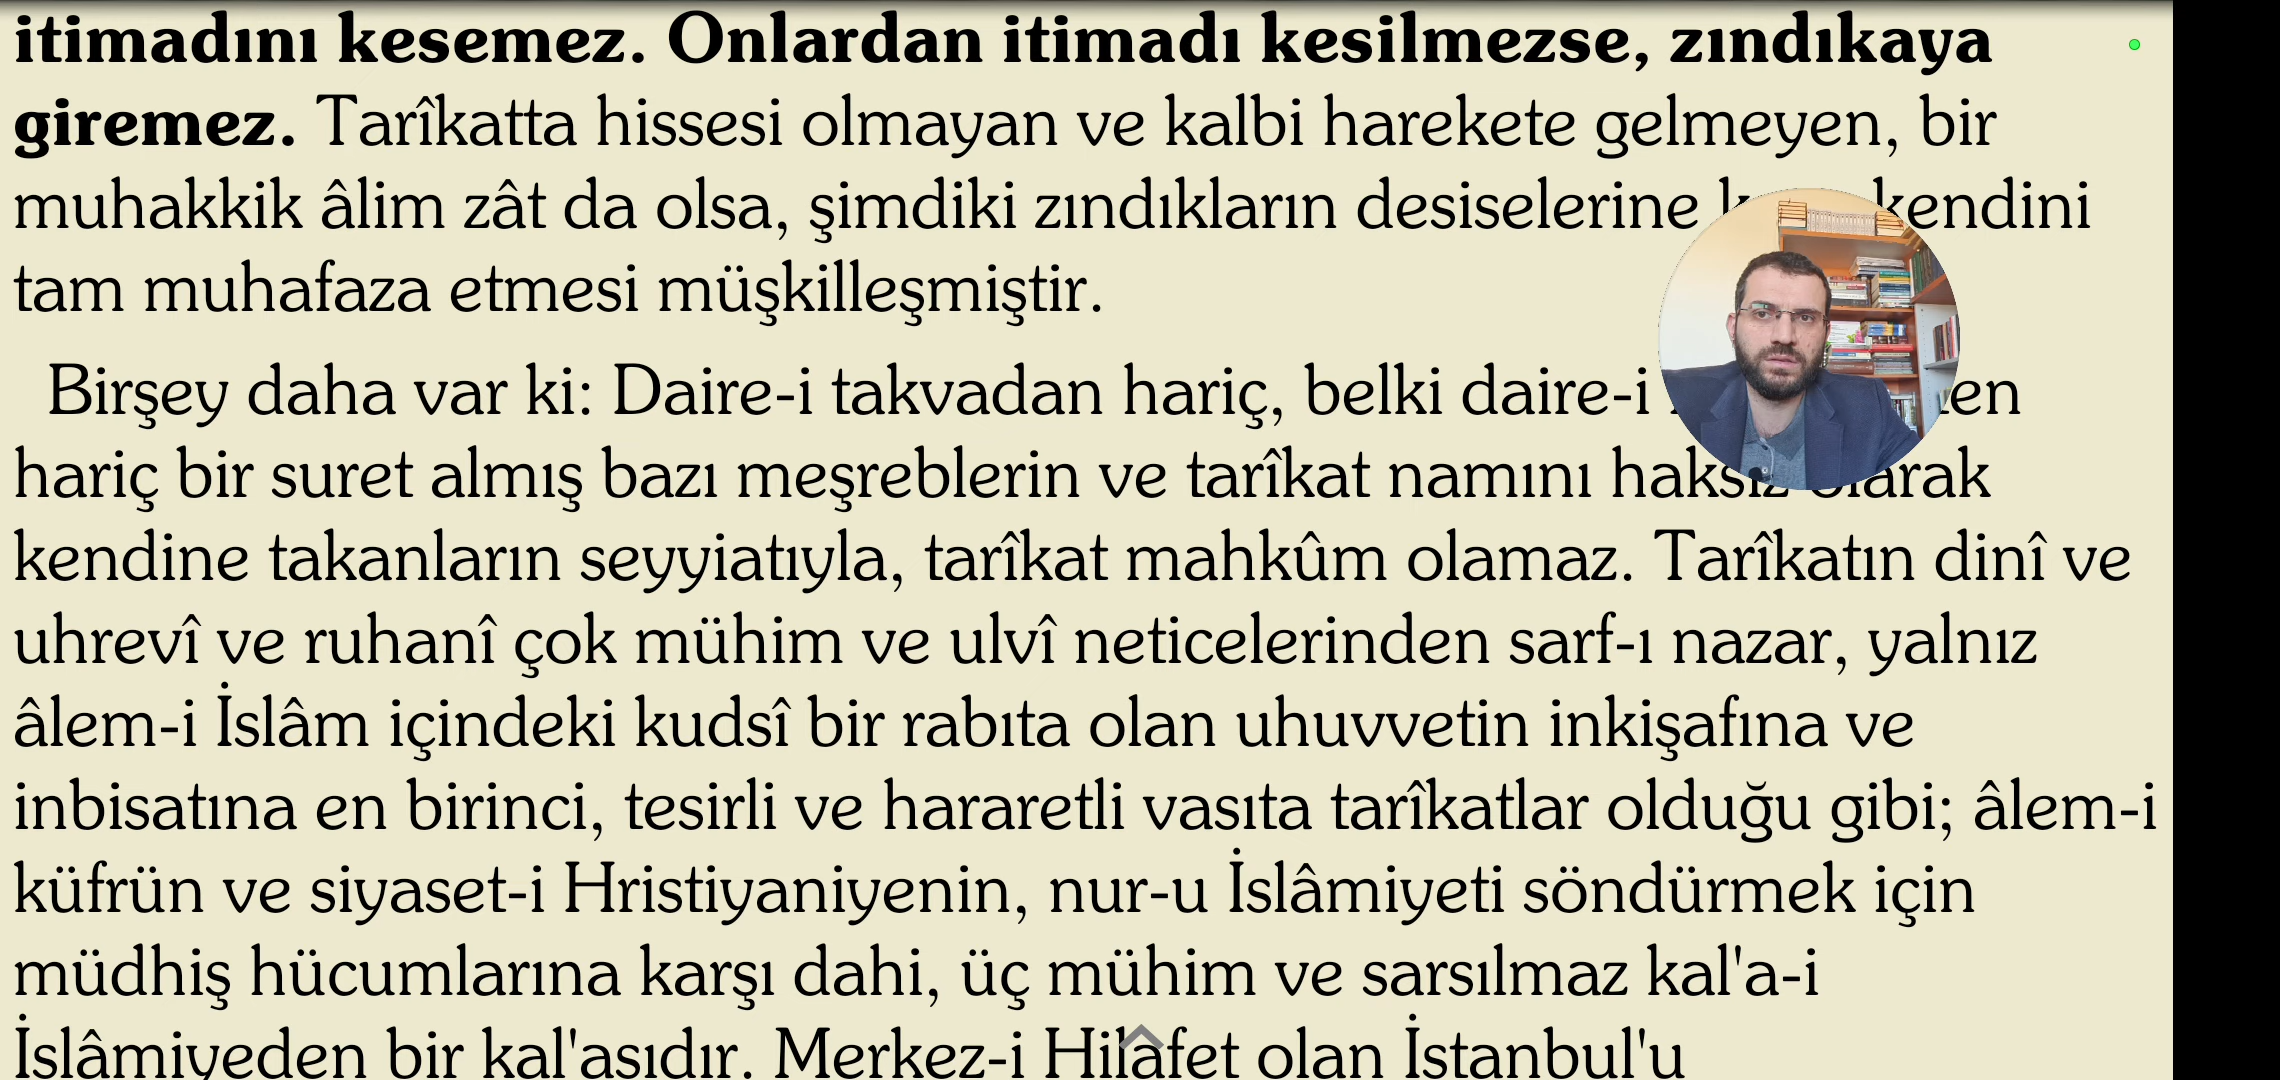 itimadını kesemez. Onlardan itimadı kesilmezse, zındıkaya
giremez. Tarîkatta hissesi olmayan ve kalbi harekete gelmeyen, bir
muhakkik âlim zât da olsa, şimdiki zındıkların desiselerine kendini
tam muhafaza etmesi müşkilleşmiştir.
Birşey daha var ki: Daire-i takvadan hariç, belki daire-i
hariç bir suret almış bazı meşreblerin ve tarîkat namını haksız olarak
kendine takanların seyyiatıyla, tarîkat mahkûm olamaz. Tarîkatın dinî ve
uhrevî ve ruhanî çok mühim ve ulvî neticelerinden sarf-ı nazar, yalnız
âlem-i İslâm içindeki kudsî bir rabıta olan uhuvvetin inkişafına ve
inbisatına en birinci, tesirli ve hararetli vasıta tarîkatlar olduğu gibi; âlem-i
küfrün ve siyaset-i Hristiyaniyenin, nur-u İslâmiyeti söndürmek için
müdhiş hücumlarına karşı dahi, üç mühim ve sarsılmaz kal'a-i
İslâmiyeden bir kal'asıdır. Merkez-i Hilafet olan İstanbul'u